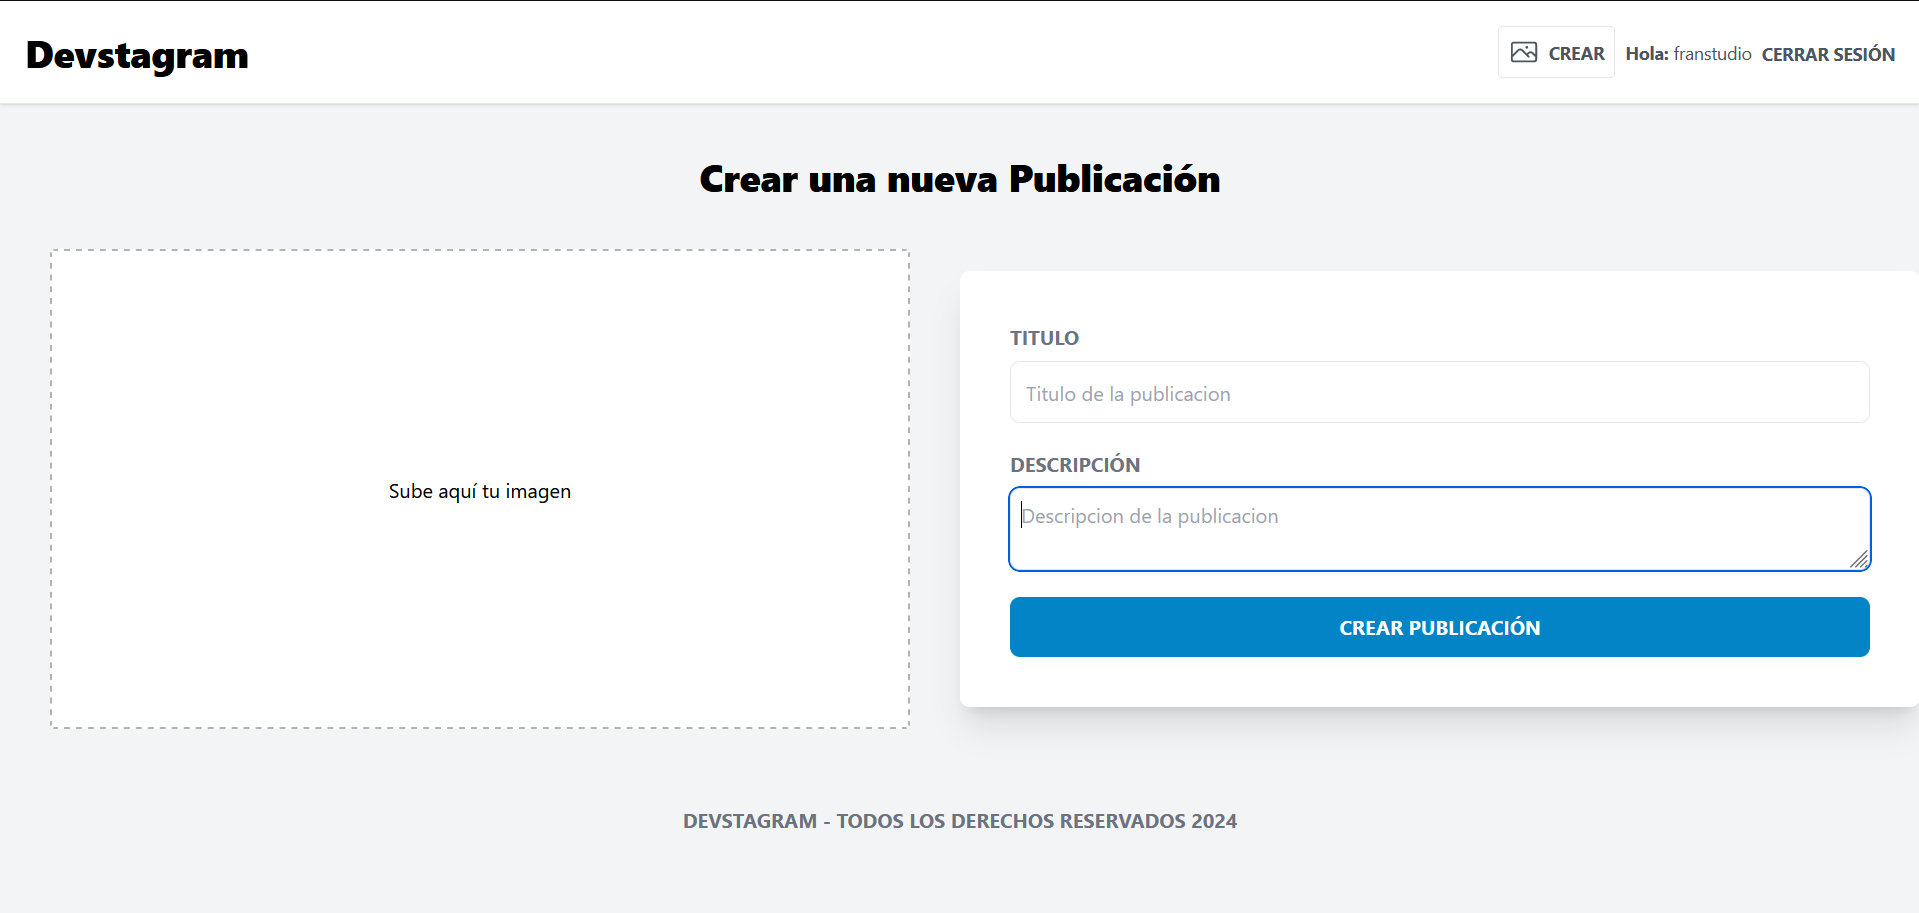 Devstagram
CREAR Hola: franstudio CERRAR SESIÓN
Crear una nueva Publicación
Sube aquí tu imagen
TITULO
Titulo de la publicacion
DESCRIPCIÓN
Descripcion de la publicacion
CREAR PUBLICACIÓN
DEVSTAGRAM - TODOS LOS DERECHOS RESERVADOS 2024